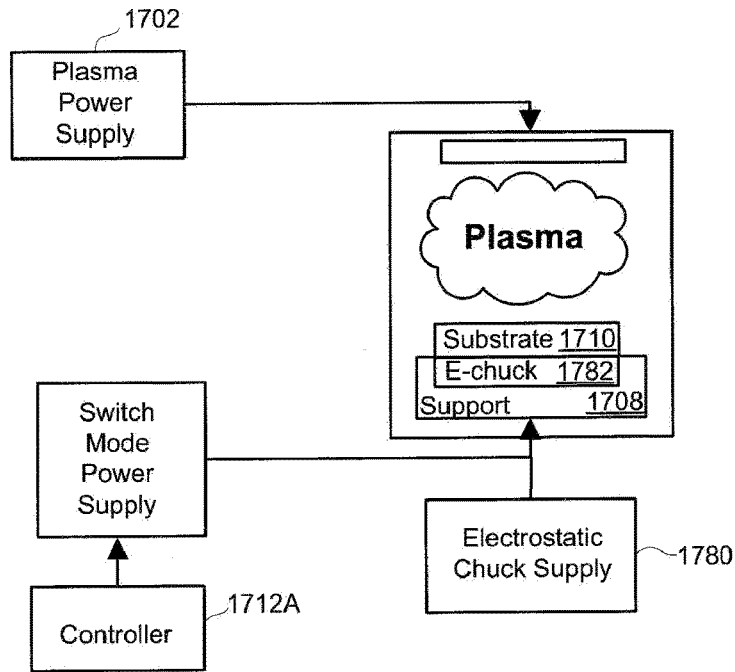 1702
Plasma
Power
Supply
Plasma
Substrate 1710
E-chuck 1782
Support 1708
Switch
Mode
Power
Supply
Electrostatic
Chuck Supply
1780
1712A
Controller